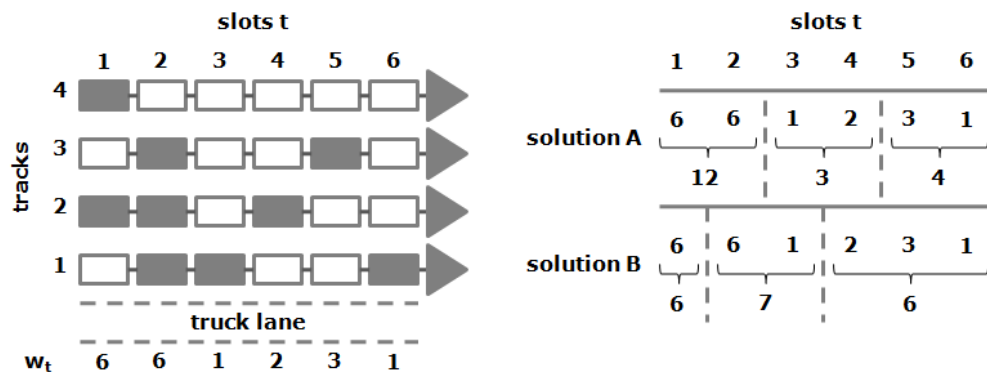 slots t
1 2 3 4 5 6
4
3
2
1
tracks
truck lane
w_t 6 6 1 2 3 1
slots t
1 2 3 4 5 6
solution A 6 6 1 2 3 1
12 3 4
solution B 6 6 1 2 3 1
6 7 6